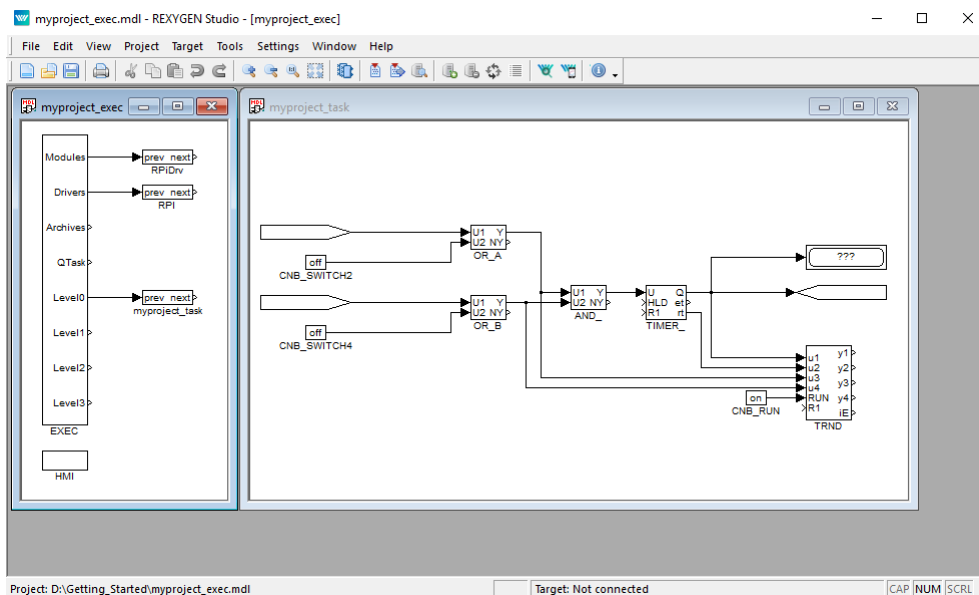 myproject_exec.mdl - REXYGEN Studio - [myproject_exec]
File Edit View Project Target Tools Settings Window Help
myproject_exec
Modules
prev next
RPiDrv
Drivers
prev next
RPI
Archives
QTask
Level0
prev next
myproject_task
Level1
Level2
Level3
EXEC
HMI
myproject_task
U1 Y
U2 NY
OR_A
off
CNB_SWITCH2
U1 Y
U2 NY
OR_B
off
CNB_SWITCH4
U1 Y
U2 NY
AND_
U Q
HLD et
R1 rt
TIMER_
???
u1 y1
u2 y2
u3 y3
u4 y4
RUN
R1 iE
TRND
on
CNB_RUN
Project: D:\Getting_Started\myproject_exec.mdl
Target: Not connected
CAP NUM SCRL